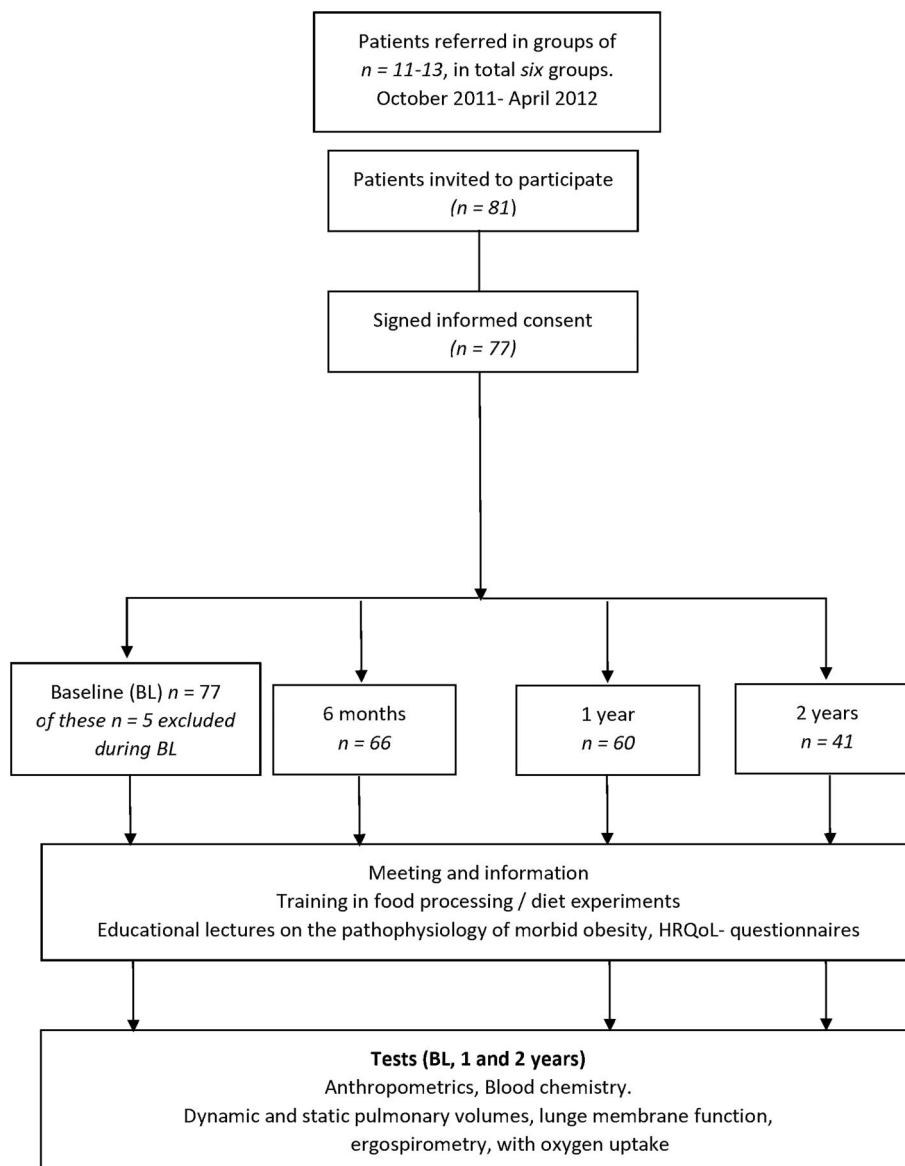 Patients referred in groups of
n = 11-13, in total six groups.
October 2011- April 2012
Patients invited to participate
(n = 81)
Signed informed consent
(n = 77)
Baseline (BL) n = 77
of these n = 5 excluded
during BL
6 months
n = 66
1 year
n = 60
2 years
n = 41
Meeting and information
Training in food processing / diet experiments
Educational lectures on the pathophysiology of morbid obesity, HRQoL- questionnaires
Tests (BL, 1 and 2 years)
Anthropometrics, Blood chemistry.
Dynamic and static pulmonary volumes, lunge membrane function,
ergospirometry, with oxygen uptake